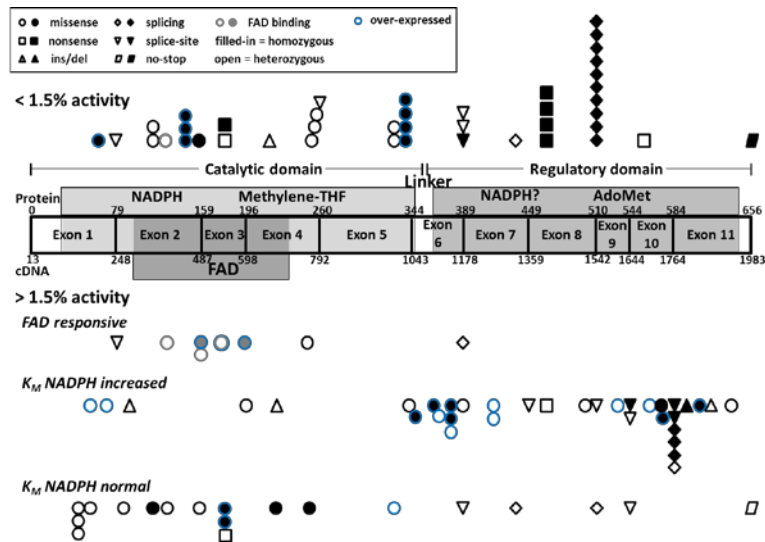 missense splicing FAD binding over-expressed
nonsense splice-site filled-in = homozygous
ins/del no-stop open = heterozygous
< 1.5% activity
Catalytic domain Regulatory domain
Linker
Protein NADPH Methylene-THF NADPH? AdoMet
0 79 159 196 260 344 389 449 510 544 584 656
Exon 1 Exon 2 Exon 3 Exon 4 Exon 5 Exon 6 Exon 7 Exon 8 Exon 9 Exon 10 Exon 11
13 248 487 598 792 1043 1178 1359 1542 1644 1764 1983
cDNA FAD
> 1.5% activity
FAD responsive
KM NADPH increased
KM NADPH normal